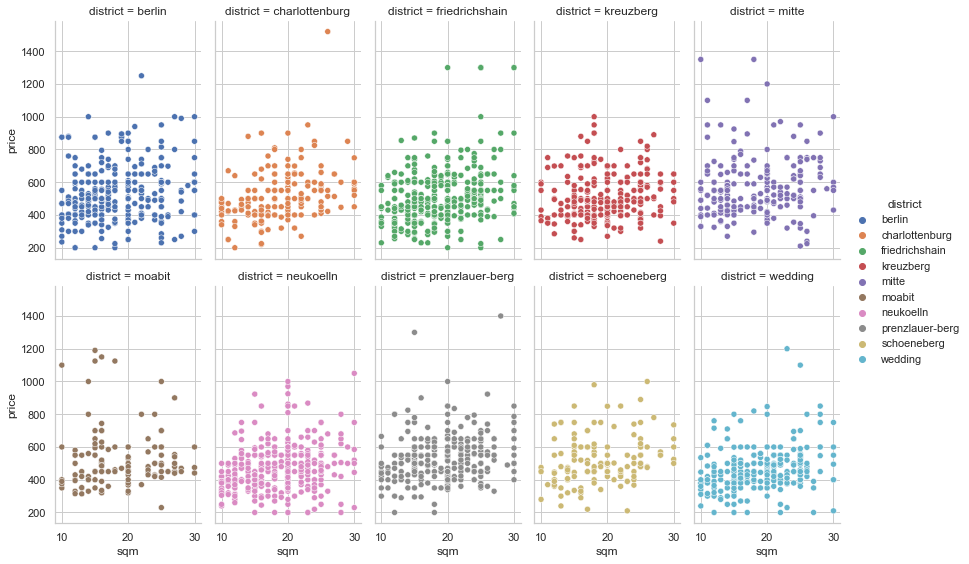 district = berlin
district = charlottenburg
district = friedrichshain
district = kreuzberg
district = mitte
price
1400
1200
1000
800
600
400
200
district = moabit
district = neukoelln
district = prenzlauer-berg
district = schoeneberg
district = wedding
price
1400
1200
1000
800
600
400
200
10 20 30
sqm
10 20 30
sqm
10 20 30
sqm
10 20 30
sqm
10 20 30
sqm
district
berlin
charlottenburg
friedrichshain
kreuzberg
mitte
moabit
neukoelln
prenzlauer-berg
schoeneberg
wedding